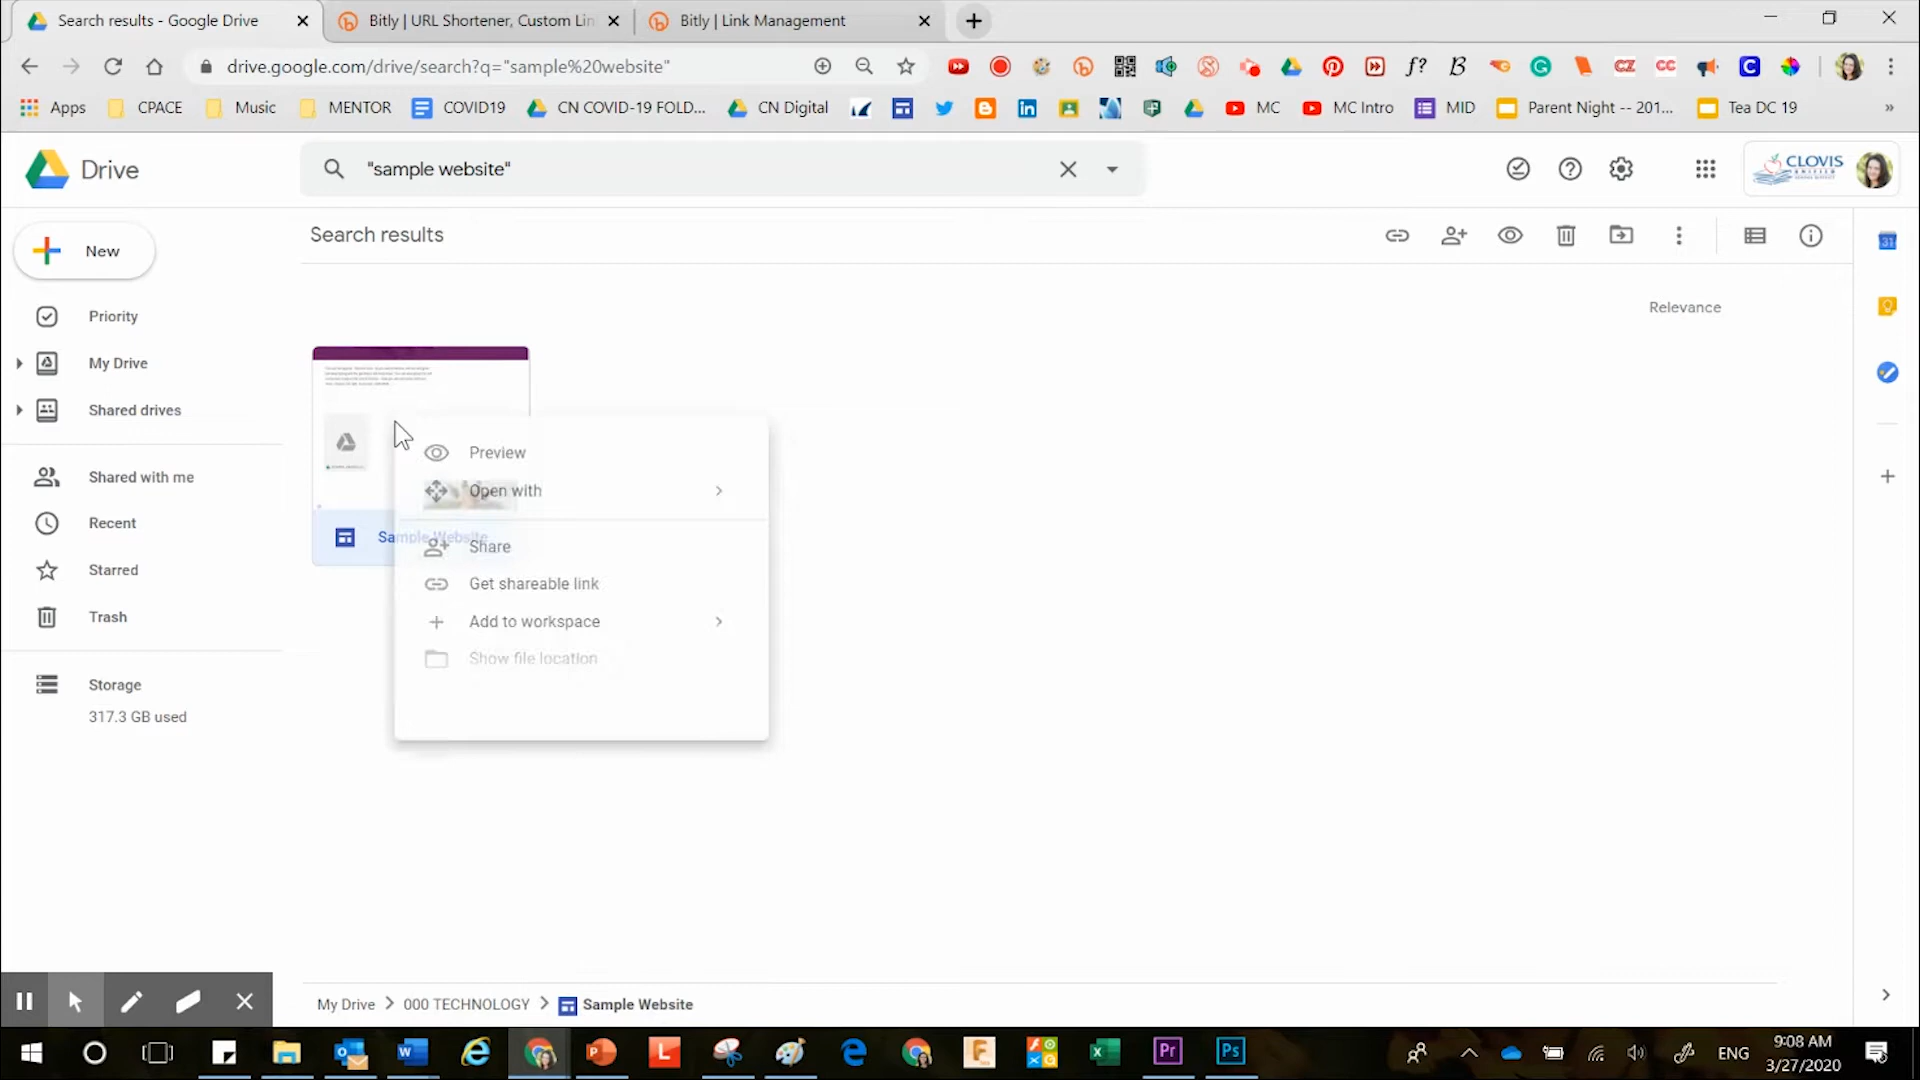 Search results - Google Drive
Bitly | URL Shortener, Custom Lin
Bitly | Link Management
drive.google.com/drive/search?q="sample%20website"
Apps
CPACE
Music
MENTOR
COVID19
CN COVID-19 FOLD...
CN Digital
MC
MC Intro
MID
Parent Night -- 201...
Tea DC 19
Drive
"sample website"
CLOVIS
UNIFIED
New
Search results
Relevance
Priority
My Drive
Shared drives
Shared with me
Recent
Starred
Trash
Storage
317.3 GB used
Preview
Open with
Sample Website
Share
Get shareable link
Add to workspace
Show file location
My Drive > 000 TECHNOLOGY > Sample Website
ENG
9:08 AM
3/27/2020